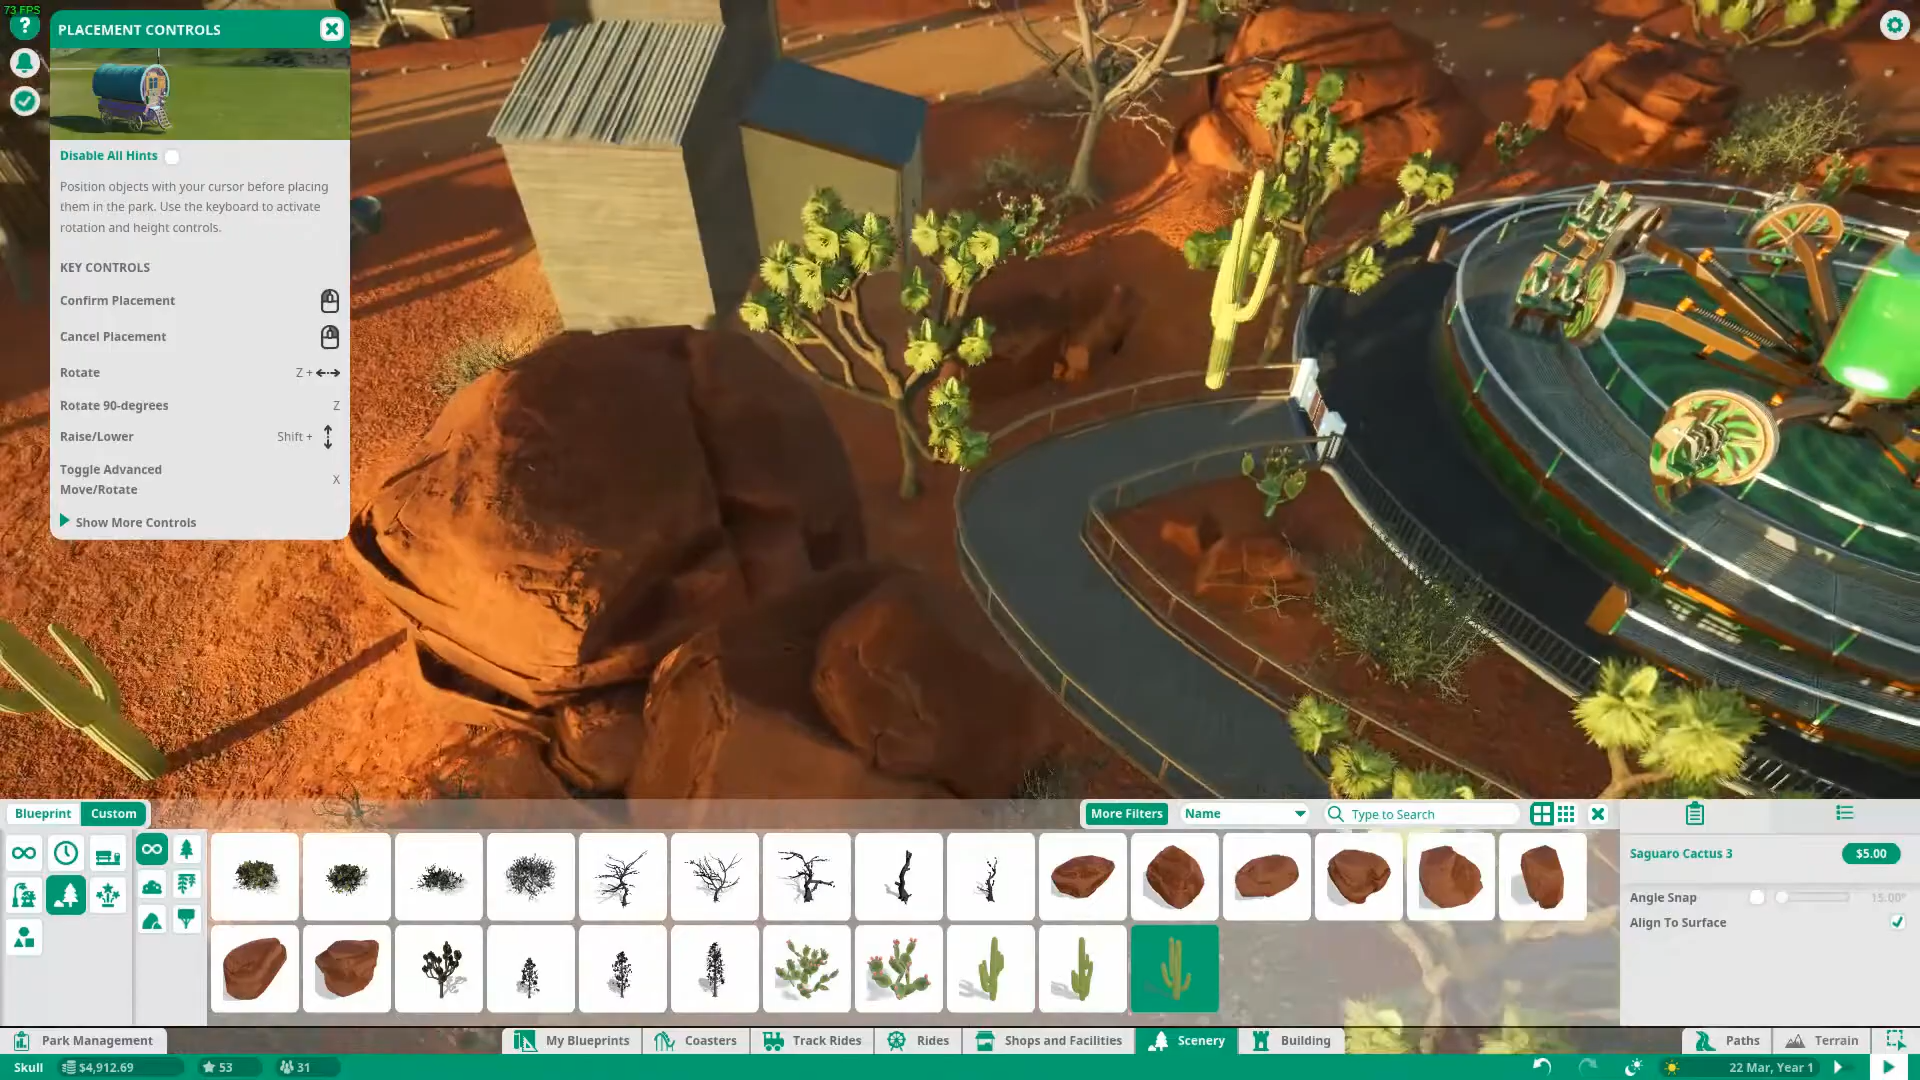 73 FPS
?
PLACEMENT CONTROLS
Disable All Hints
Position objects with your cursor before placing
them in the park. Use the keyboard to activate
rotation and height controls.
KEY CONTROLS
Confirm Placement
Cancel Placement
Rotate Z +
Rotate 90-degrees Z
Raise/Lower Shift +
Toggle Advanced
Move/Rotate X
Show More Controls
Blueprint Custom
More Filters Name Type to Search
Saguaro Cactus 3 $5.00
Angle Snap 15.00°
Align To Surface
Park Management My Blueprints Coasters Track Rides Rides Shops and Facilities Scenery Building Paths Terrain
Skull $4,912.69 53 31 22 Mar, Year 1